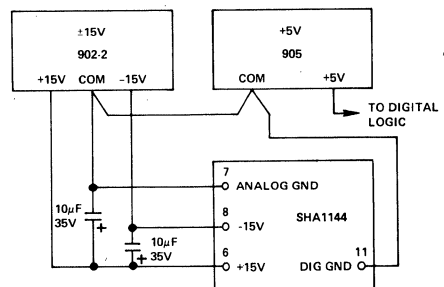 ±15V
902-2
+15V COM -15V
+5V
905
COM +5V
TO DIGITAL
LOGIC
7
ANALOG GND
8
-15V
SHA1144
6
+15V
11
DIG GND
10μF
35V
+
10μF
35V
+